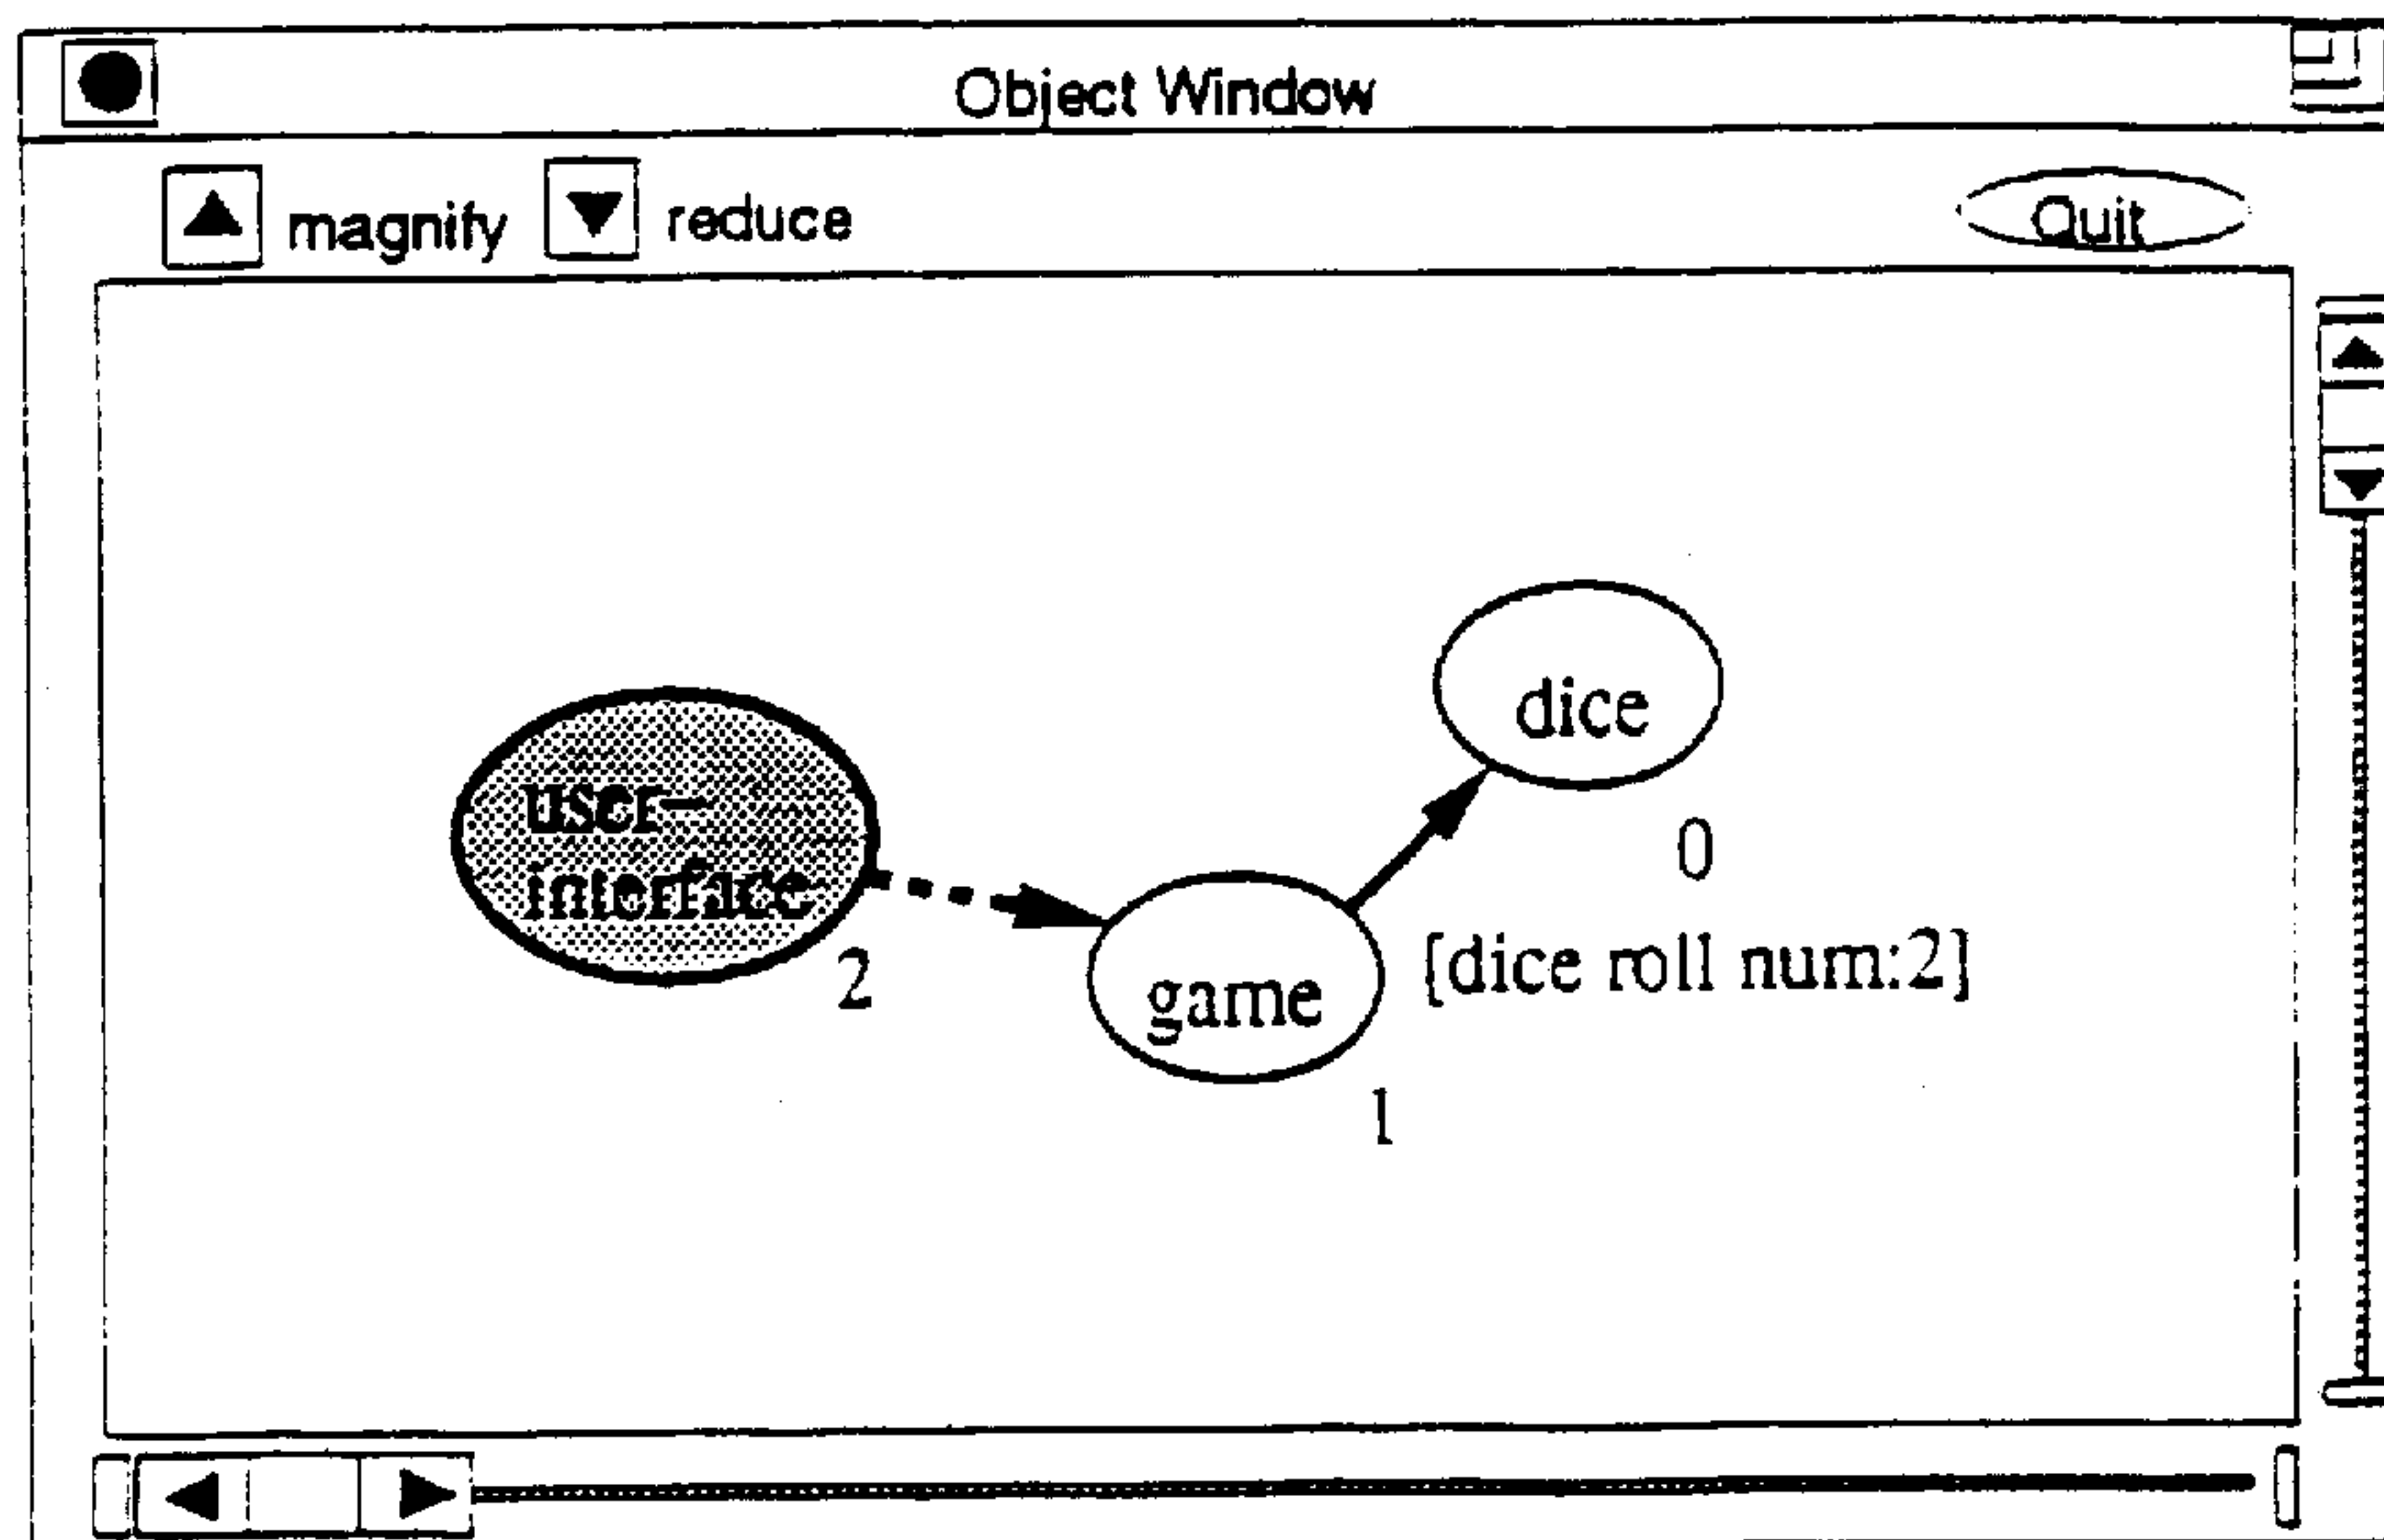 Object Window
magnify
reduce
Quit
dice
0
user-
interface
2
[dice roll num:2]
game
1